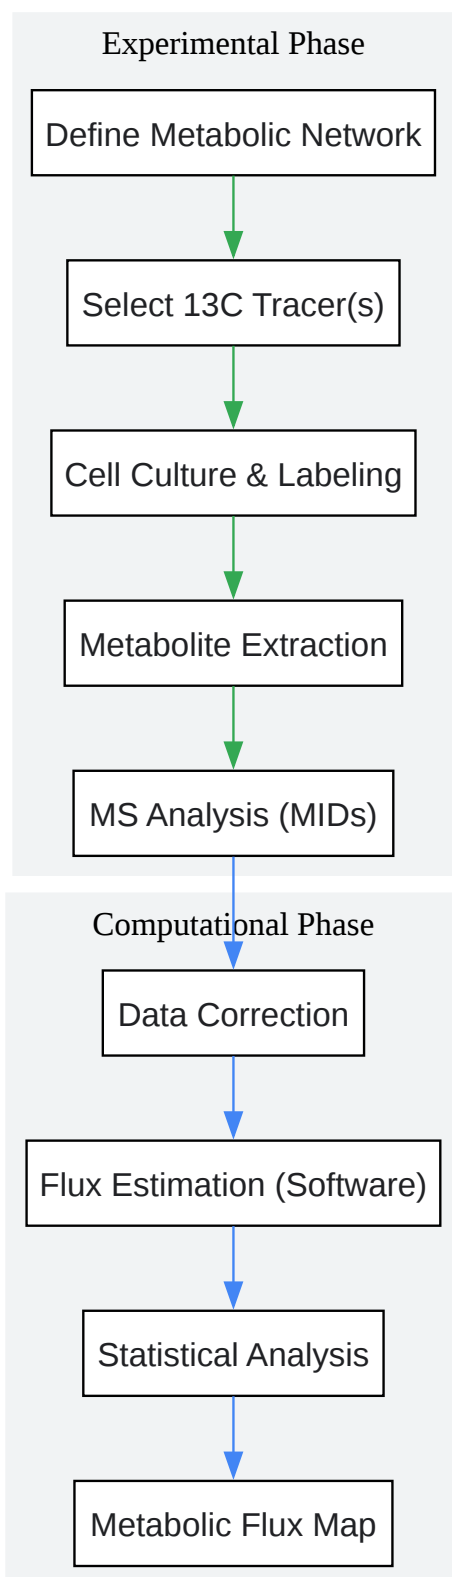 Experimental Phase
Define Metabolic Network
Select 13C Tracer(s)
Cell Culture & Labeling
Metabolite Extraction
MS Analysis (MIDs)
Computational Phase
Data Correction
Flux Estimation (Software)
Statistical Analysis
Metabolic Flux Map